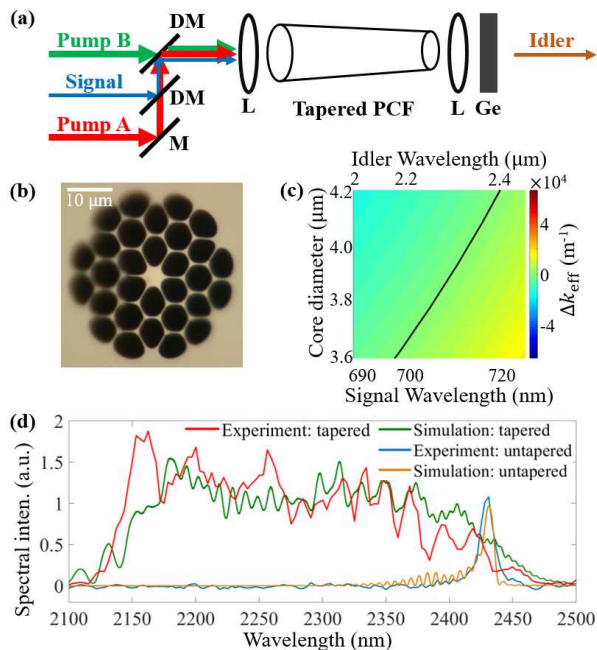 (a)
Pump B
DM
Idler
Signal
DM
L
Tapered PCF
L
Ge
Pump A
M
(b)
10 μm
(c)
Idler Wavelength (μm)
2
2.2
2.4
×10⁴
4.2
4.0
3.8
3.6
Core diameter (μm)
4
0
-4
Δk_eff (m⁻¹)
690
700
720
Signal Wavelength (nm)
(d)
2
1.5
1
0.5
0
Spectral inten. (a.u.)
Experiment: tapered
Simulation: tapered
Experiment: untapered
Simulation: untapered
2100
2150
2200
2250
2300
2350
2400
2450
2500
Wavelength (nm)